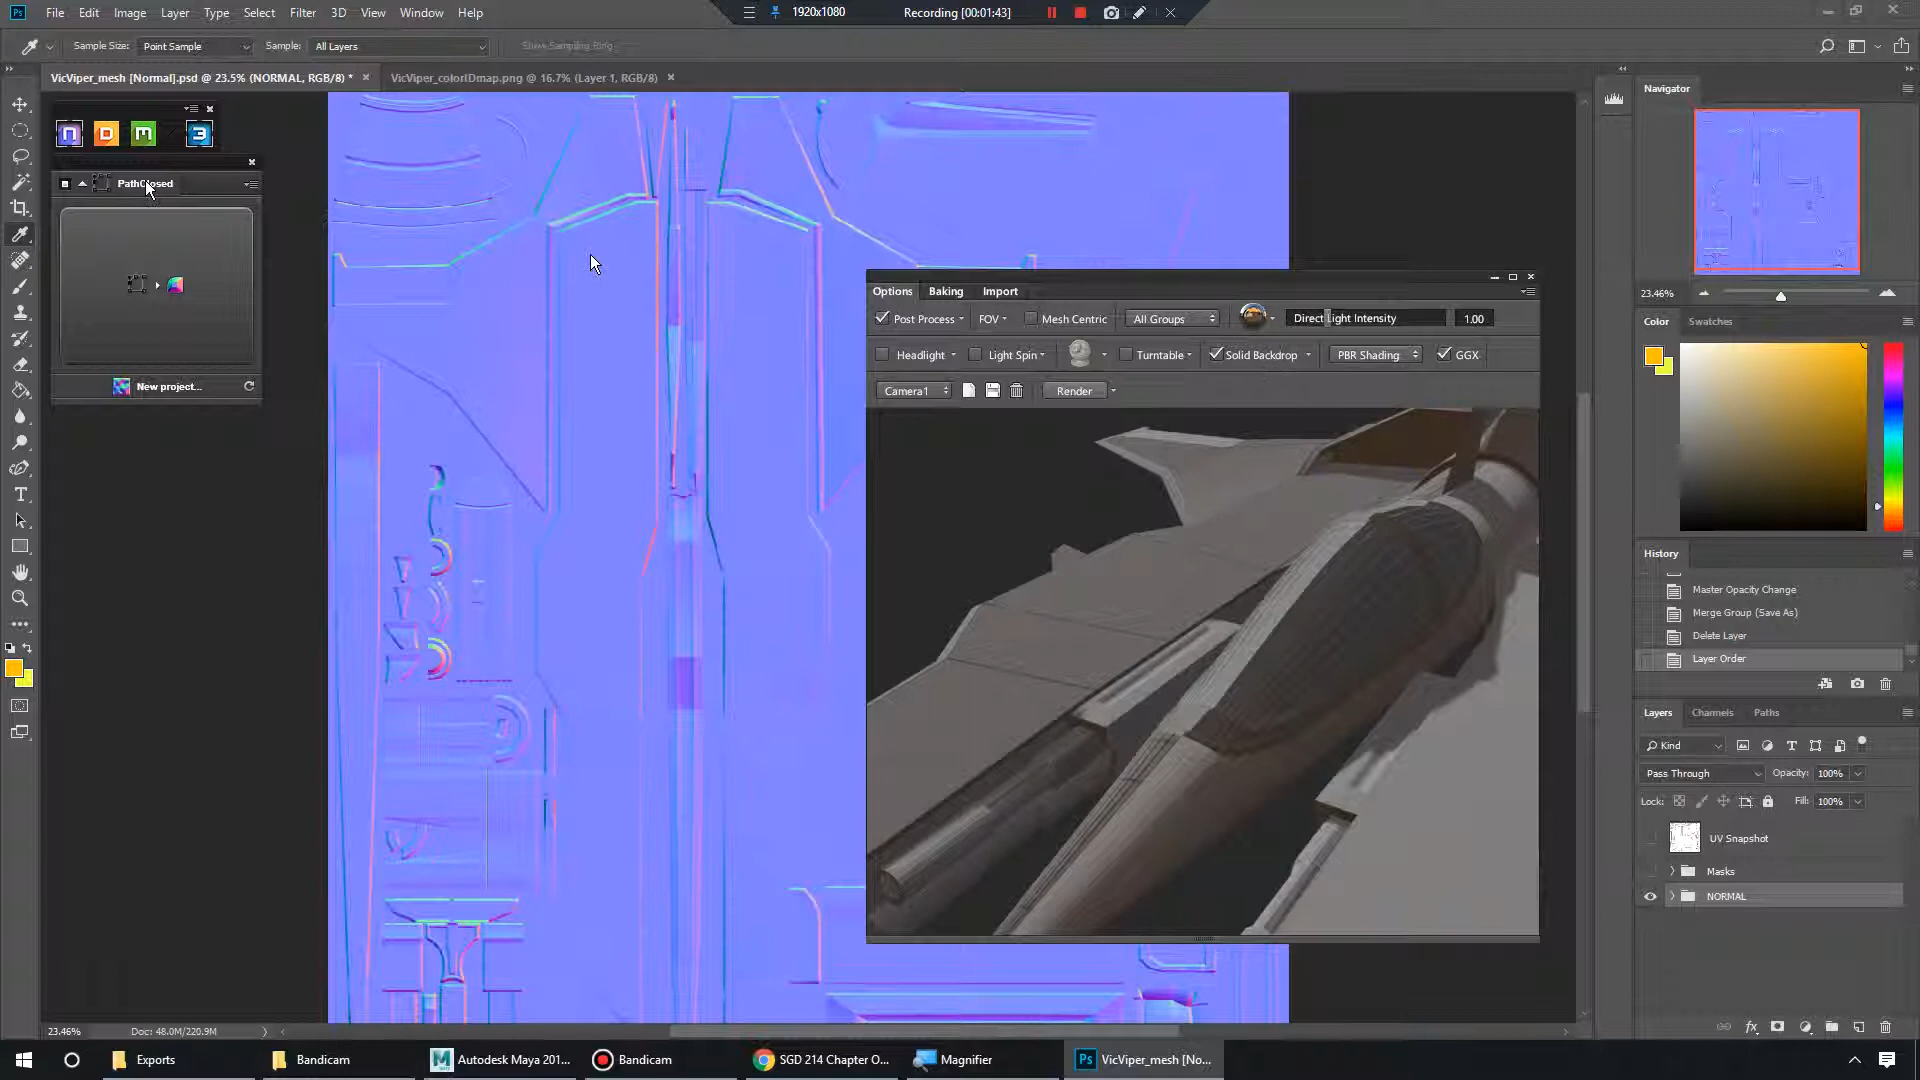 Ps File Edit Image Layer Type Select Filter 3D View Window Help
1920x1080 Recording [00:01:43]
Sample Size: Point Sample Sample: All Layers Show Sampling Ring
VicViper_mesh [Normal].psd @ 23.5% (NORMAL, RGB/8) * × VicViper_colorIDmap.png @ 16.7% (Layer 1, RGB/8) ×
Navigator
n D m 3
PathClosed
New project...
23.46%
Color Swatches
Options Baking Import
Post Process FOV Mesh Centric All Groups Direct Light Intensity 1.00
Headlight Light Spin Turntable Solid Backdrop PBR Shading GGX
Camera1 Render
History
Master Opacity Change
Merge Group (Save As)
Delete Layer
Layer Order
Layers Channels Paths
Kind
Pass Through Opacity: 100%
Lock: Fill: 100%
UV Snapshot
Masks
NORMAL
23.46% Doc: 48.0M/220.9M
Exports Bandicam Autodesk Maya 201... Bandicam SGD 214 Chapter O... Magnifier Ps VicViper_mesh [No...